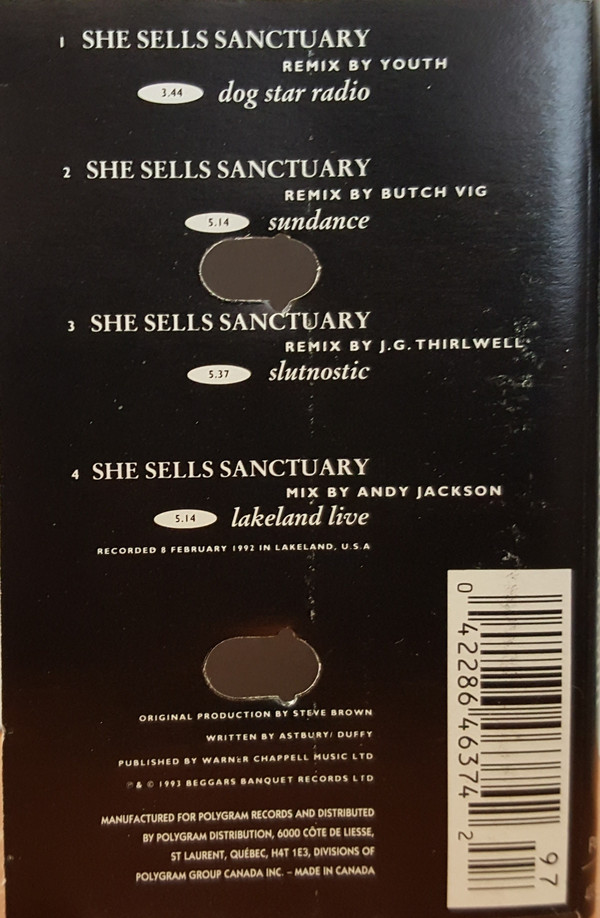 1 SHE SELLS SANCTUARY
REMIX BY YOUTH
3.44 dog star radio
2 SHE SELLS SANCTUARY
REMIX BY BUTCH VIG
5.14 sundance
3 SHE SELLS SANCTUARY
REMIX BY J.G. THIRLWELL
5.37 slutnostic
4 SHE SELLS SANCTUARY
MIX BY ANDY JACKSON
5.14 lakeland live
RECORDED 8 FEBRUARY 1992 IN LAKELAND, U.S.A
ORIGINAL PRODUCTION BY STEVE BROWN
WRITTEN BY ASTBURY/ DUFFY
PUBLISHED BY WARNER CHAPPELL MUSIC LTD
℗ & © 1993 BEGGARS BANQUET RECORDS LTD
MANUFACTURED FOR POLYGRAM RECORDS AND DISTRIBUTED
BY POLYGRAM DISTRIBUTION, 6000 CÔTE DE LIESSE,
ST LAURENT, QUÉBEC, H4T 1E3, DIVISIONS OF
POLYGRAM GROUP CANADA INC. – MADE IN CANADA
0 42286 46374 2
97